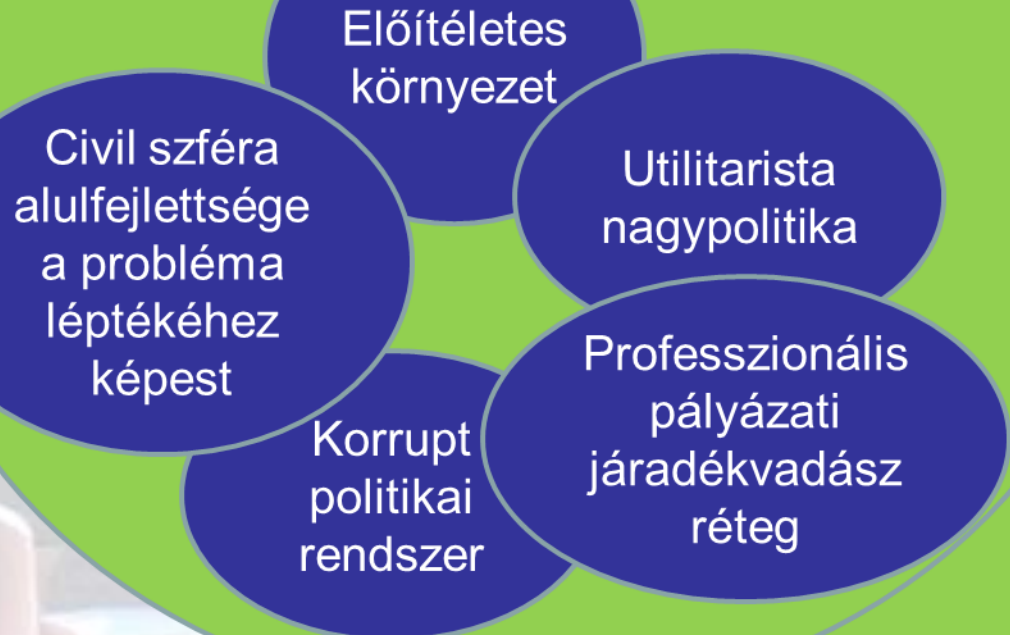 Előítéletes
környezet
Civil szféra
alulfejlettsége
a probléma
léptékéhez
képest
Utilitarista
nagypolitika
Professzionális
pályázati
járadékvadász
réteg
Korrupt
politikai
rendszer